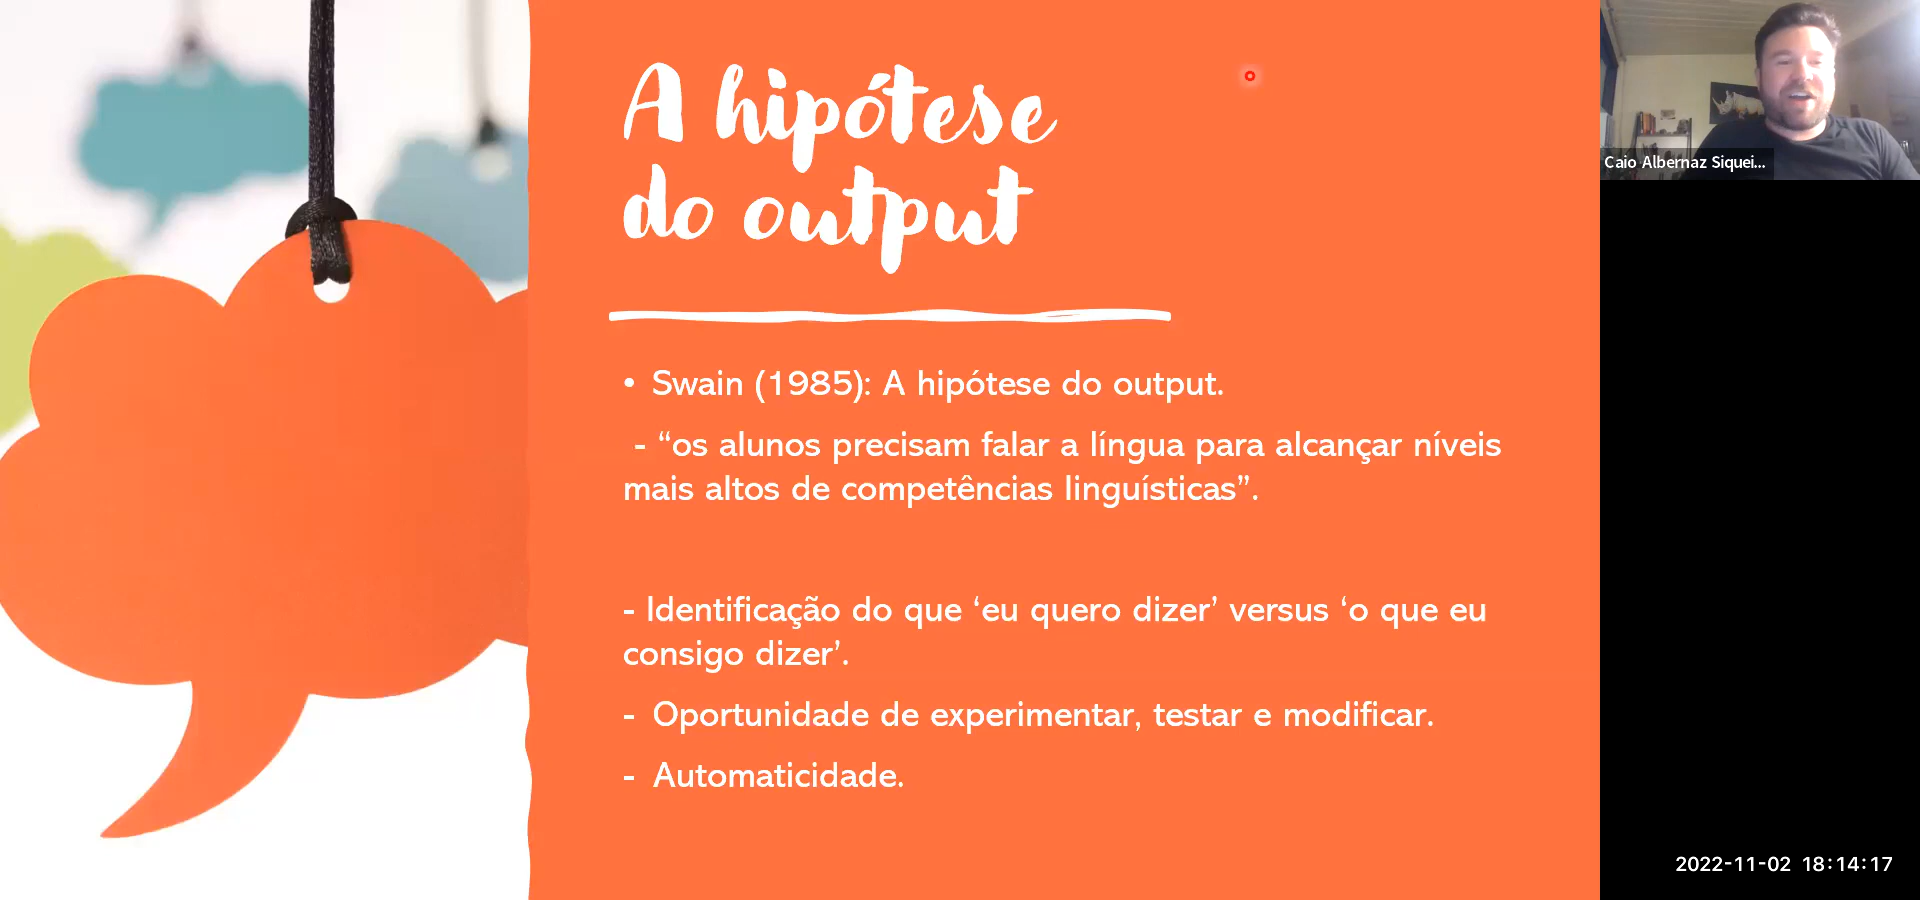 A hipótese
do output
• Swain (1985): A hipótese do output.
- “os alunos precisam falar a língua para alcançar níveis
mais altos de competências linguísticas”.
- Identificação do que ‘eu quero dizer’ versus ‘o que eu
consigo dizer’.
- Oportunidade de experimentar, testar e modificar.
- Automaticidade.
Caio Albernaz Siquei...
2022-11-02 18:14:17